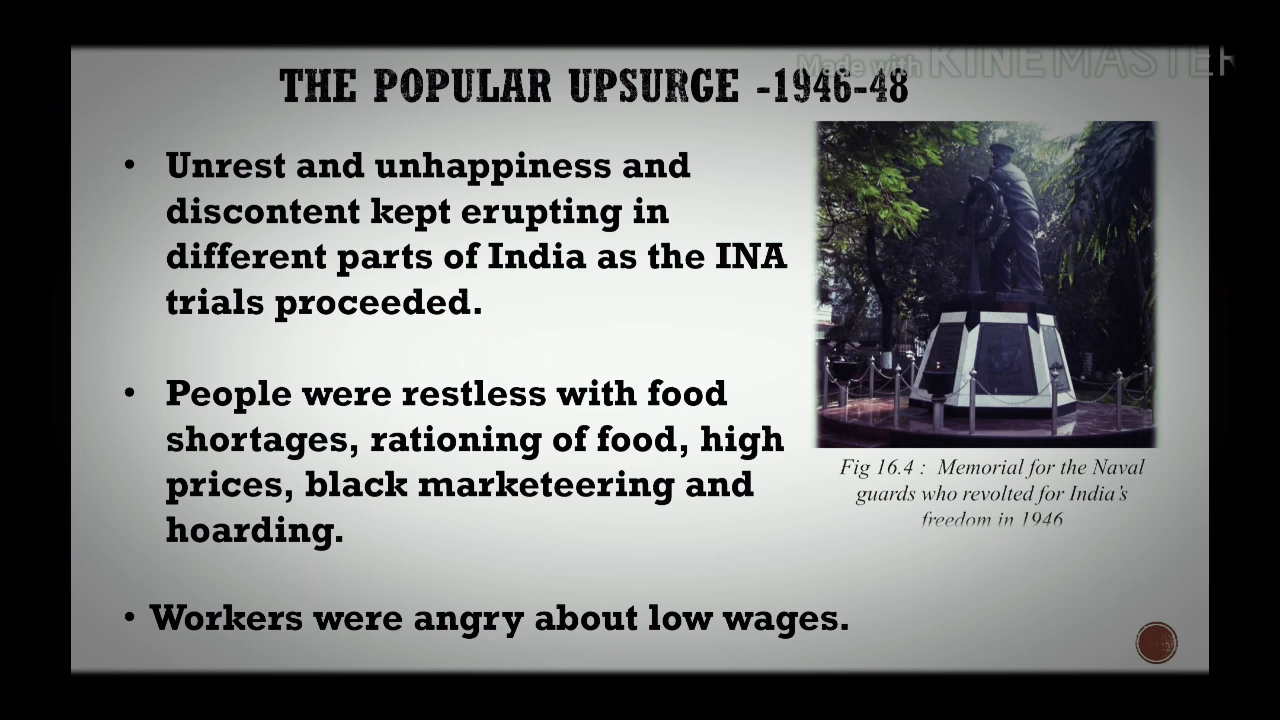 Made with KINEMASTER
THE POPULAR UPSURGE -1946-48
• Unrest and unhappiness and
discontent kept erupting in
different parts of India as the INA
trials proceeded.
• People were restless with food
shortages, rationing of food, high
prices, black marketeering and
hoarding.
• Workers were angry about low wages.
Fig 16.4 : Memorial for the Naval
guards who revolted for India's
freedom in 1946